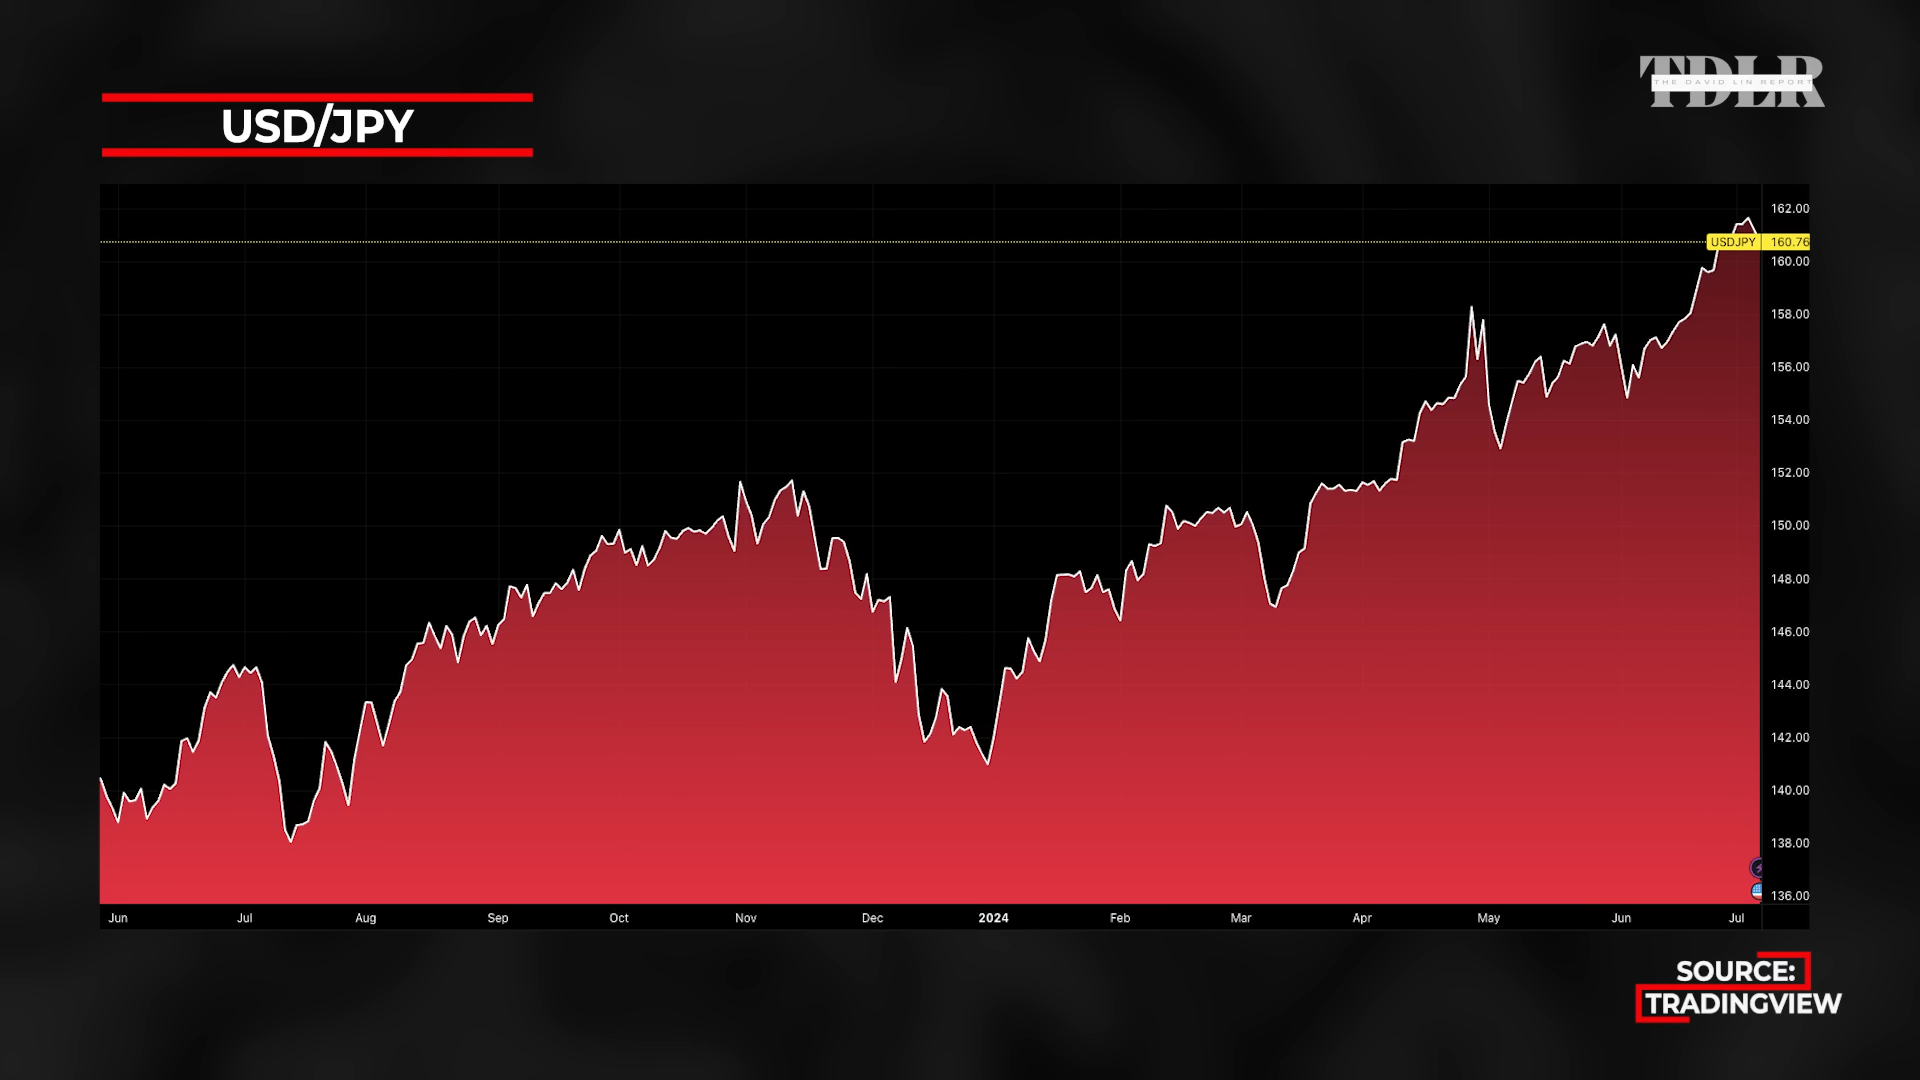 TDLR
THE DAVID LIN REPORT
USD/JPY
162.00
USDJPY 160.76
160.00
158.00
156.00
154.00
152.00
150.00
148.00
146.00
144.00
142.00
140.00
138.00
136.00
Jun Jul Aug Sep Oct Nov Dec 2024 Feb Mar Apr May Jun Jul
SOURCE:
TRADINGVIEW